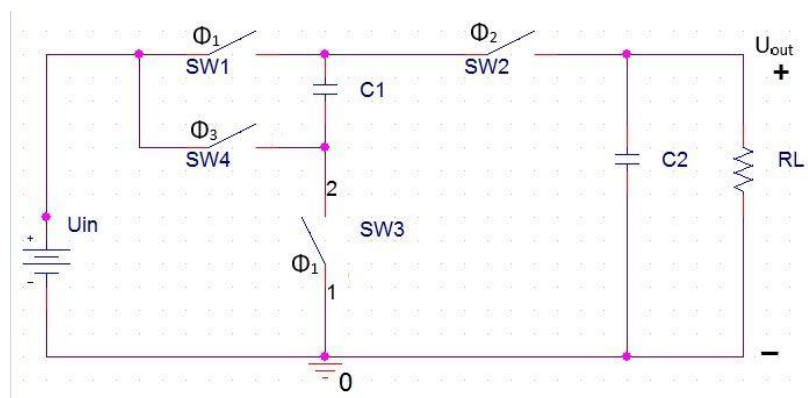 Φ₁
SW1
Φ₂
SW2
Uout
+
C1
Φ₃
SW4
C2
RL
2
Uin
+
-
SW3
Φ₁
1
0
–